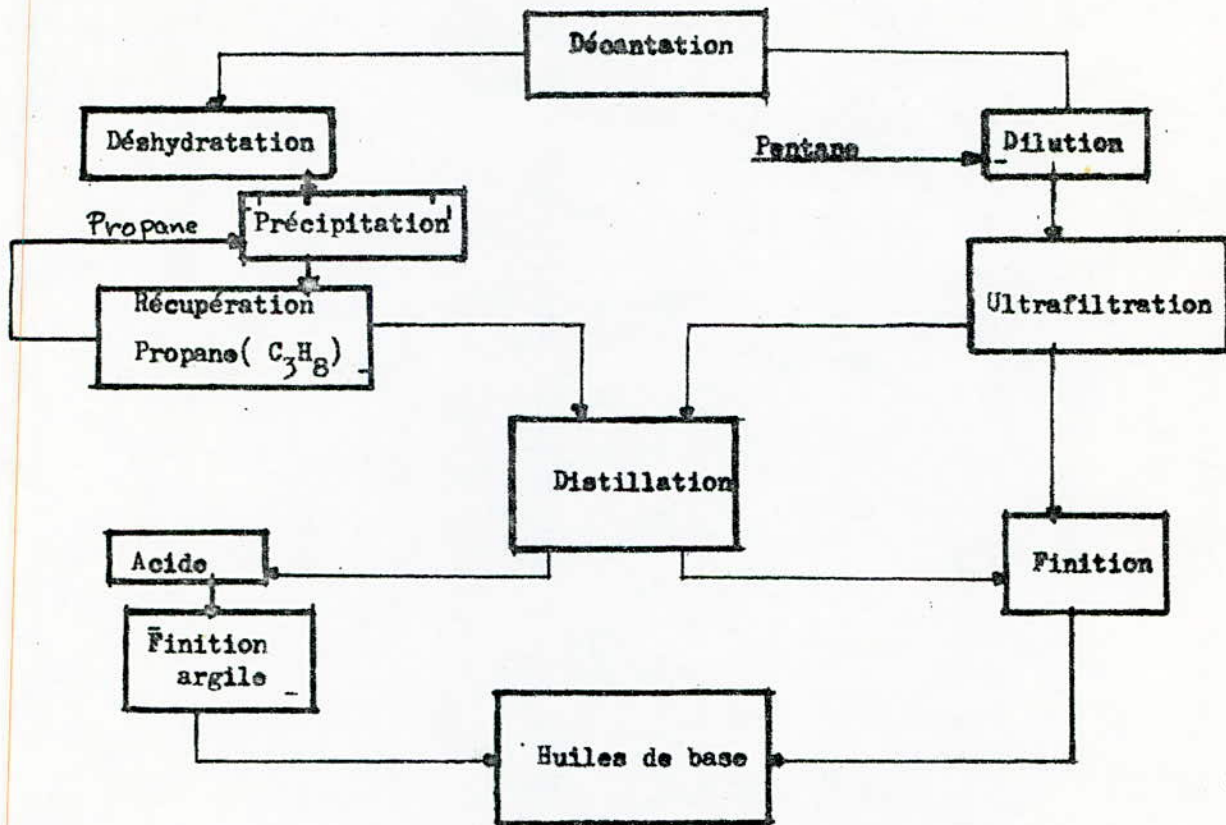 Décantation
Déshydratation
Pentane
Dilution
Précipitation
Propane
Récupération
Propane( C3H8)
Ultrafiltration
Distillation
Acide
Finition
Finition
argile
Huiles de base